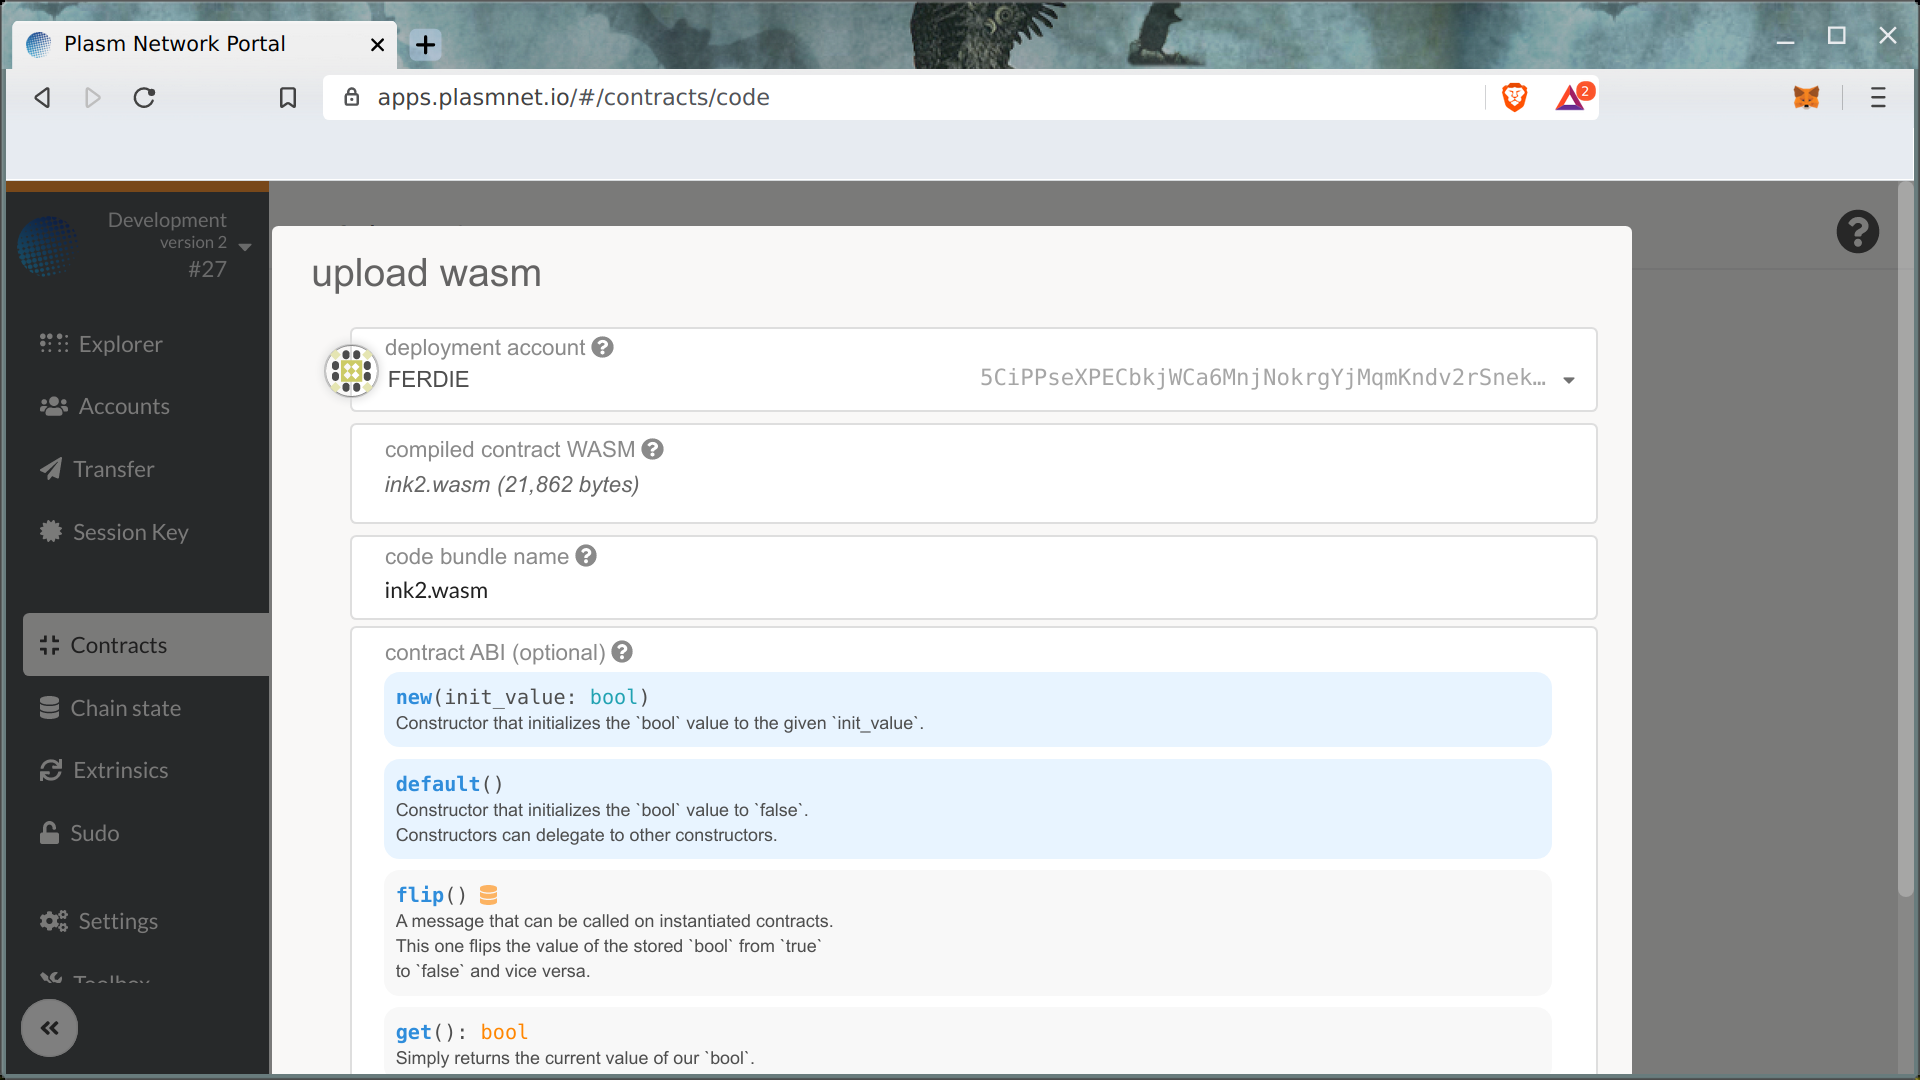 Plasm Network Portal
apps.plasmnet.io/#/contracts/code
2
Development
version 2
#27
Explorer
Accounts
Transfer
Session Key
Contracts
Chain state
Extrinsics
Sudo
Settings
Toolbox
upload wasm
deployment account
FERDIE
5CiPPseXPECbkjWCa6MnjNokrgYjMqmKndv2rSnek…
compiled contract WASM
ink2.wasm (21,862 bytes)
code bundle name
ink2.wasm
contract ABI (optional)
new(init_value: bool)
Constructor that initializes the `bool` value to the given `init_value`.
default()
Constructor that initializes the `bool` value to `false`.
Constructors can delegate to other constructors.
flip()
A message that can be called on instantiated contracts.
This one flips the value of the stored `bool` from `true`
to `false` and vice versa.
get(): bool
Simply returns the current value of our `bool`.